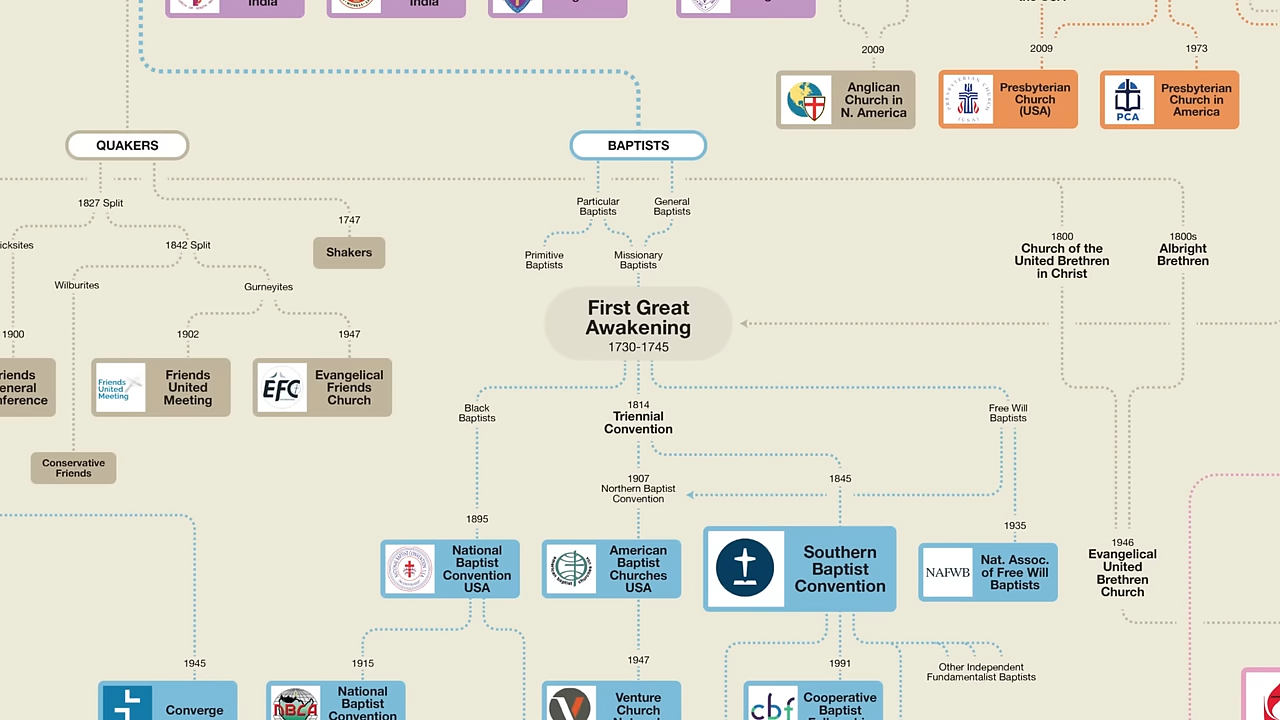 India
India
2009
Anglican
Church in
N. America
2009
Presbyterian
Church
(USA)
1973
PCA
Presbyterian
Church in
America
QUAKERS
BAPTISTS
1827 Split
1747
Shakers
Particular
Baptists
General
Baptists
icksites
1842 Split
Primitive
Baptists
Missionary
Baptists
1800
Church of the
United Brethren
in Christ
1800s
Albright
Brethren
Wilburites
Gurneyites
First Great
Awakening
1730-1745
1900
1902
1947
riends
eneral
nference
Friends
United
Meeting
Friends
United
Meeting
EFC
Evangelical
Friends
Church
Black
Baptists
1814
Triennial
Convention
Free Will
Baptists
Conservative
Friends
1907
Northern Baptist
Convention
1845
1895
1935
National
Baptist
Convention
USA
American
Baptist
Churches
USA
Southern
Baptist
Convention
NAFWB
Nat. Assoc.
of Free Will
Baptists
1946
Evangelical
United
Brethren
Church
1945
1915
1947
1991
Other Independent
Fundamentalist Baptists
Converge
NBCA
National
Baptist
Convention
Venture
Church
cbf
Cooperative
Baptist